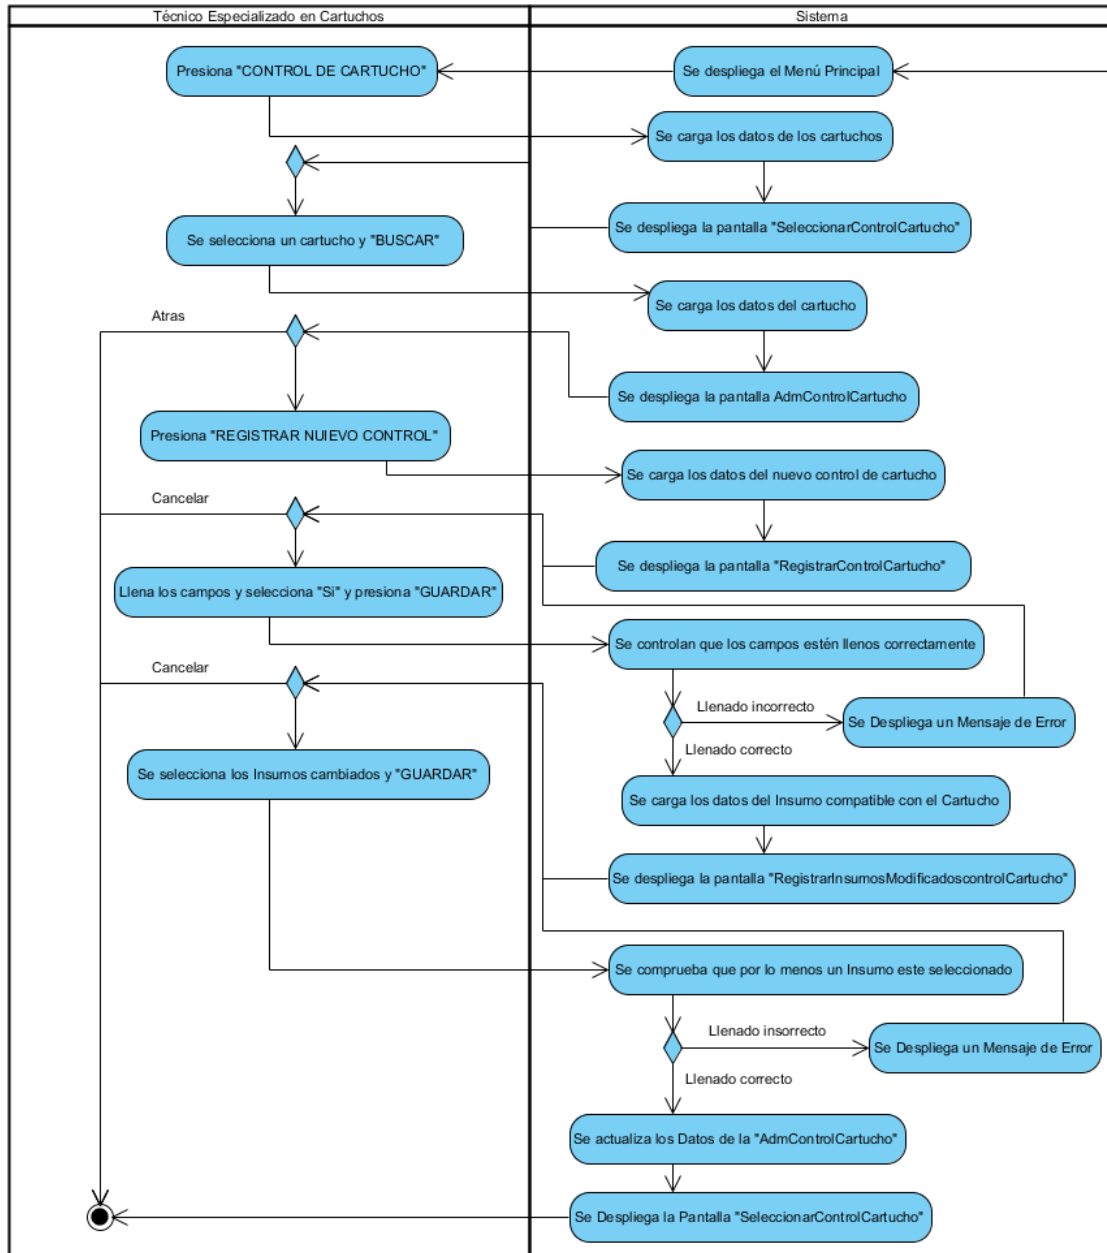 Técnico Especializado en Cartuchos
Sistema
Presiona "CONTROL DE CARTUCHO"
Se despliega el Menú Principal
Se carga los datos de los cartuchos
Se despliega la pantalla "SeleccionarControlCartucho"
Se selecciona un cartucho y "BUSCAR"
Se carga los datos del cartucho
Atras
Se despliega la pantalla AdmControlCartucho
Presiona "REGISTRAR NUIEVO CONTROL"
Se carga los datos del nuevo control de cartucho
Cancelar
Se despliega la pantalla "RegistrarControlCartucho"
Llena los campos y selecciona "Si" y presiona "GUARDAR"
Se controlan que los campos estén llenos correctamente
Cancelar
Llenado incorrecto
Se Despliega un Mensaje de Error
Llenado correcto
Se selecciona los Insumos cambiados y "GUARDAR"
Se carga los datos del Insumo compatible con el Cartucho
Se despliega la pantalla "RegistrarInsumosModificadoscontrolCartucho"
Se comprueba que por lo menos un Insumo este seleccionado
Llenado insorrecto
Se Despliega un Mensaje de Error
Llenado correcto
Se actualiza los Datos de la "AdmControlCartucho"
Se Despliega la Pantalla "SeleccionarControlCartucho"